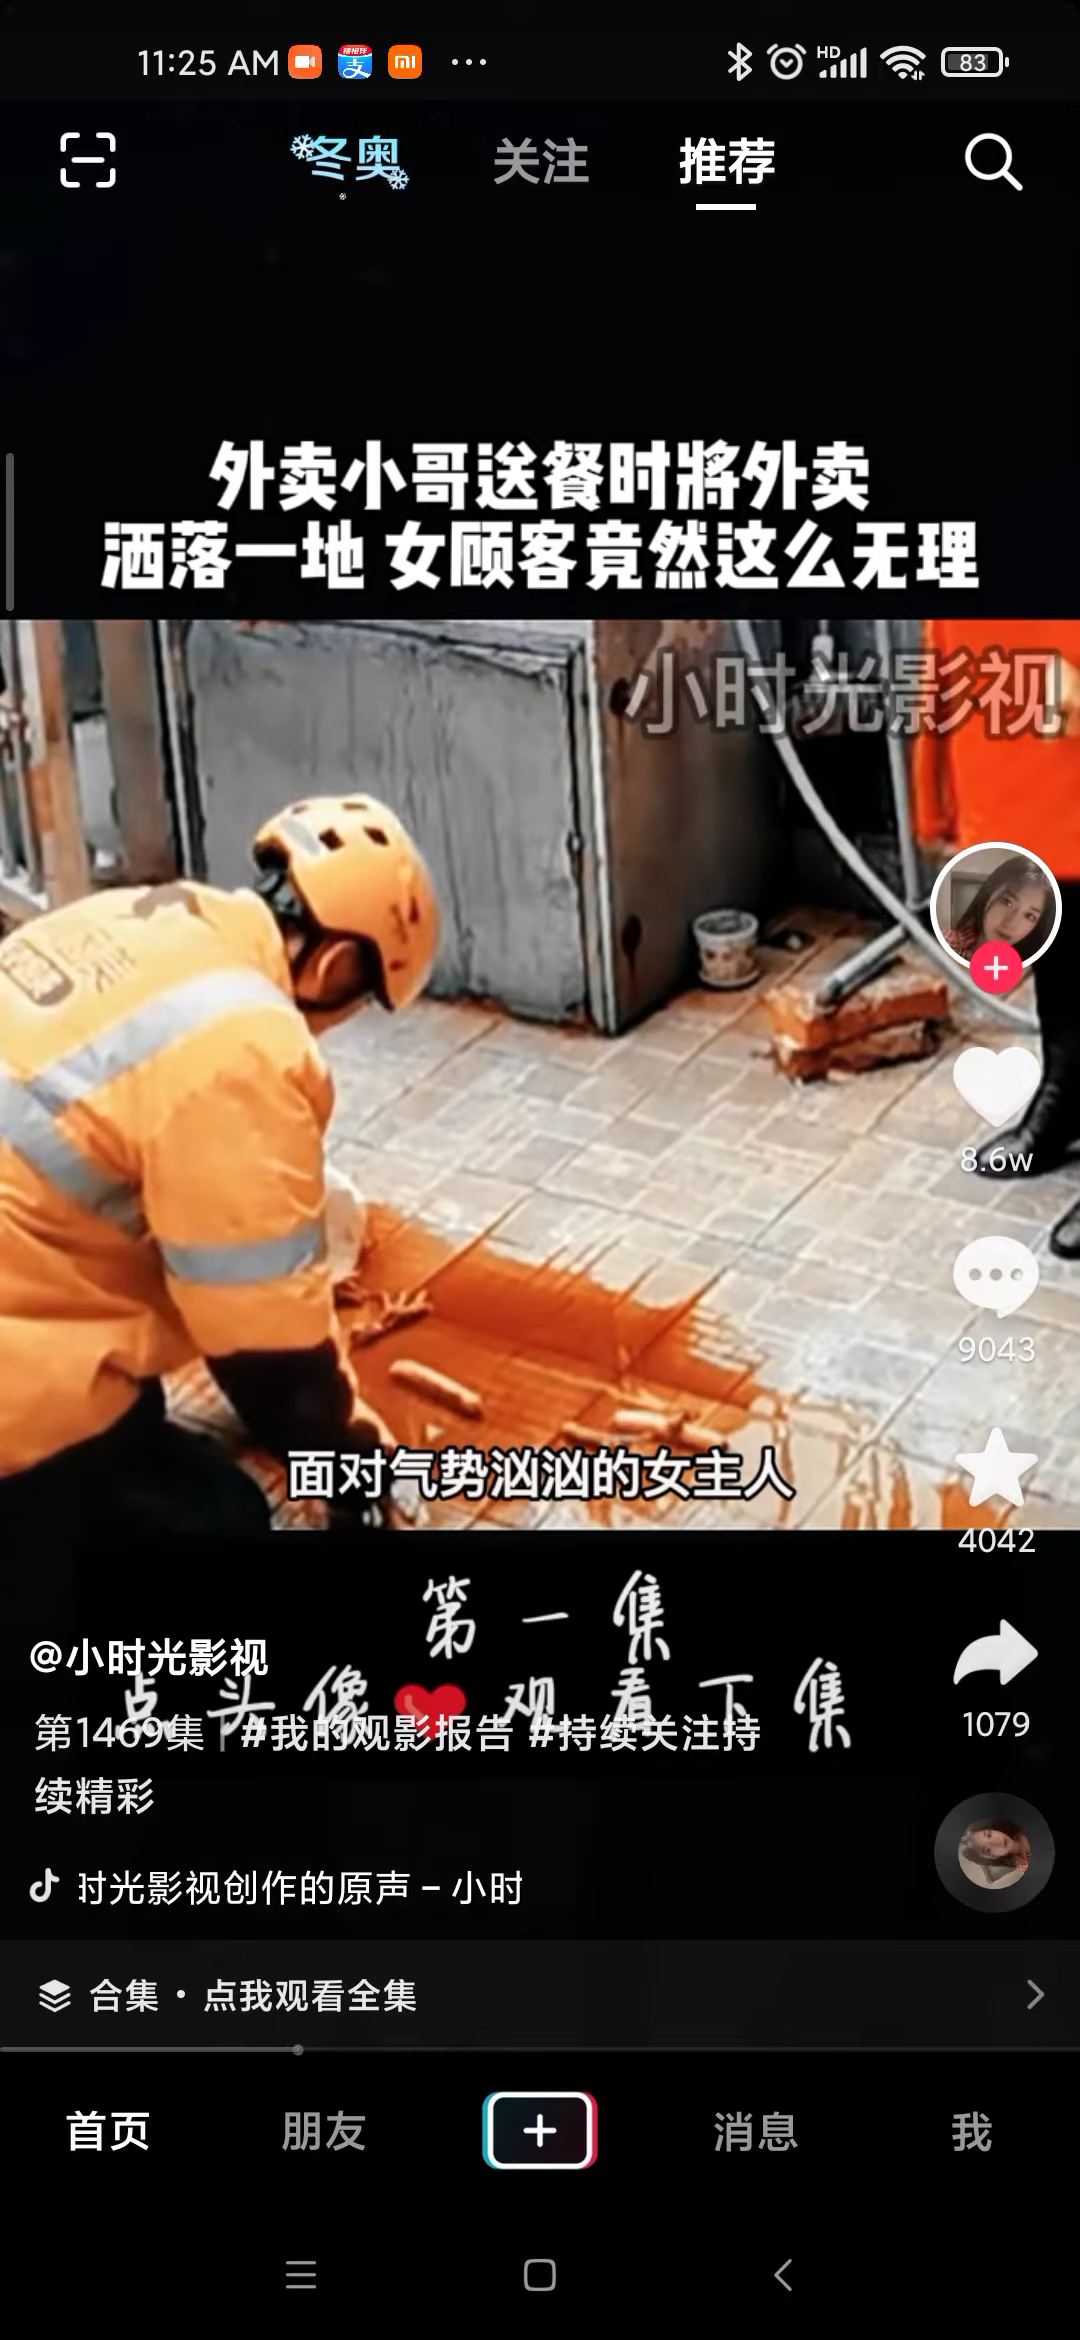 11:25 AM
HD
83
冬奥
关注
推荐
外卖小哥送餐时將外卖
洒落一地 女顾客竟然这么无理
小时光影视
8.6w
9043
面对气势汹汹的女主人
4042
第一集
@小时光影视
点头像❤观看下集
第1469集 | #我的观影报告 #持续关注持
续精彩
1079
时光影视创作的原声 – 小时
合集 · 点我观看全集
首页
朋友
消息
我